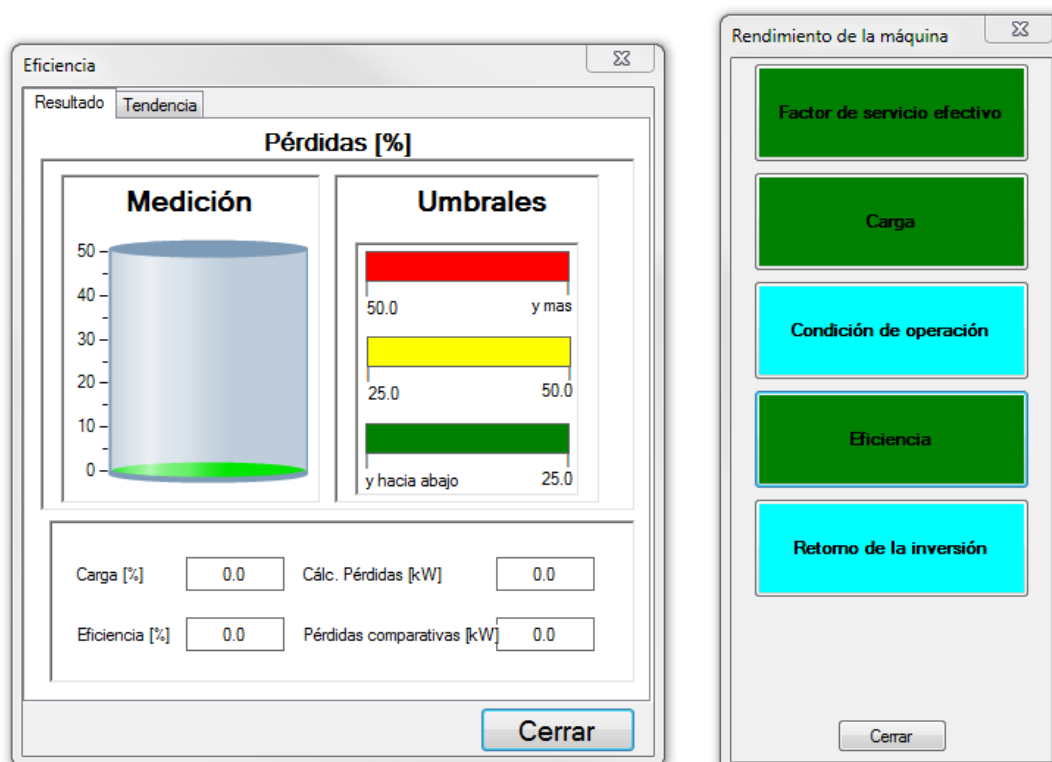 Eficiencia
Resultado
Tendencia
Pérdidas [%]
Medición
50
40
30
20
10
0
Umbrales
50.0 y mas
25.0 50.0
y hacia abajo 25.0
Carga [%] 0.0 Cálc. Pérdidas [kW] 0.0
Eficiencia [%] 0.0 Pérdidas comparativas [kW] 0.0
Cerrar
Rendimiento de la máquina
Factor de servicio efectivo
Carga
Condición de operación
Eficiencia
Retorno de la inversión
Cerrar